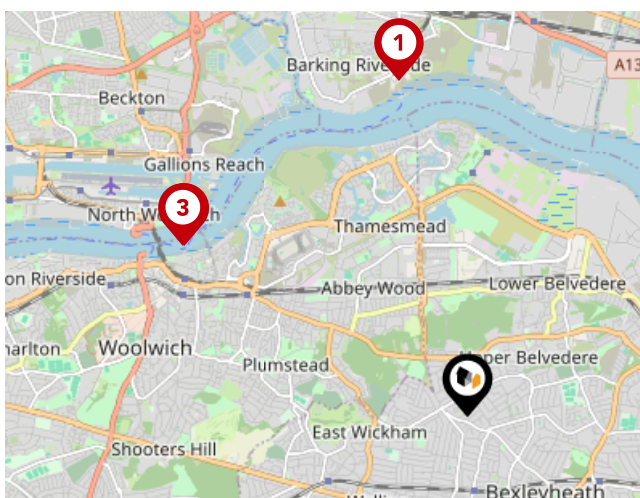 1
Barking Riverside
A13
Beckton
Gallions Reach
3
North Woolwich
Thamesmead
on Riverside
Abbey Wood
Lower Belvedere
harlton
Woolwich
Plumstead
Upper Belvedere
East Wickham
Shooters Hill
Bexleyheath